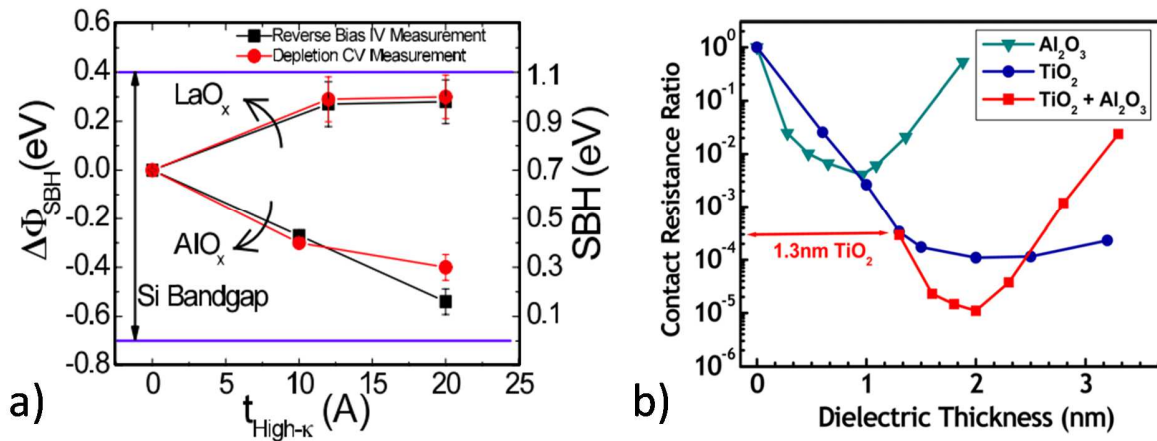 0.6
0.4
0.2
0.0
-0.2
-0.4
-0.6
-0.8
ΔΦSBH(eV)
Reverse Bias IV Measurement
Depletion CV Measurement
LaOx
AlOx
Si Bandgap
1.1
0.9
0.7
0.5
0.3
0.1
SBH (eV)
0 5 10 15 20 25
tHigh-κ (A)
a)
10^0
10^-1
10^-2
10^-3
10^-4
10^-5
10^-6
Contact Resistance Ratio
Al2O3
TiO2
TiO2 + Al2O3
1.3nm TiO2
0 1 2 3
Dielectric Thickness (nm)
b)